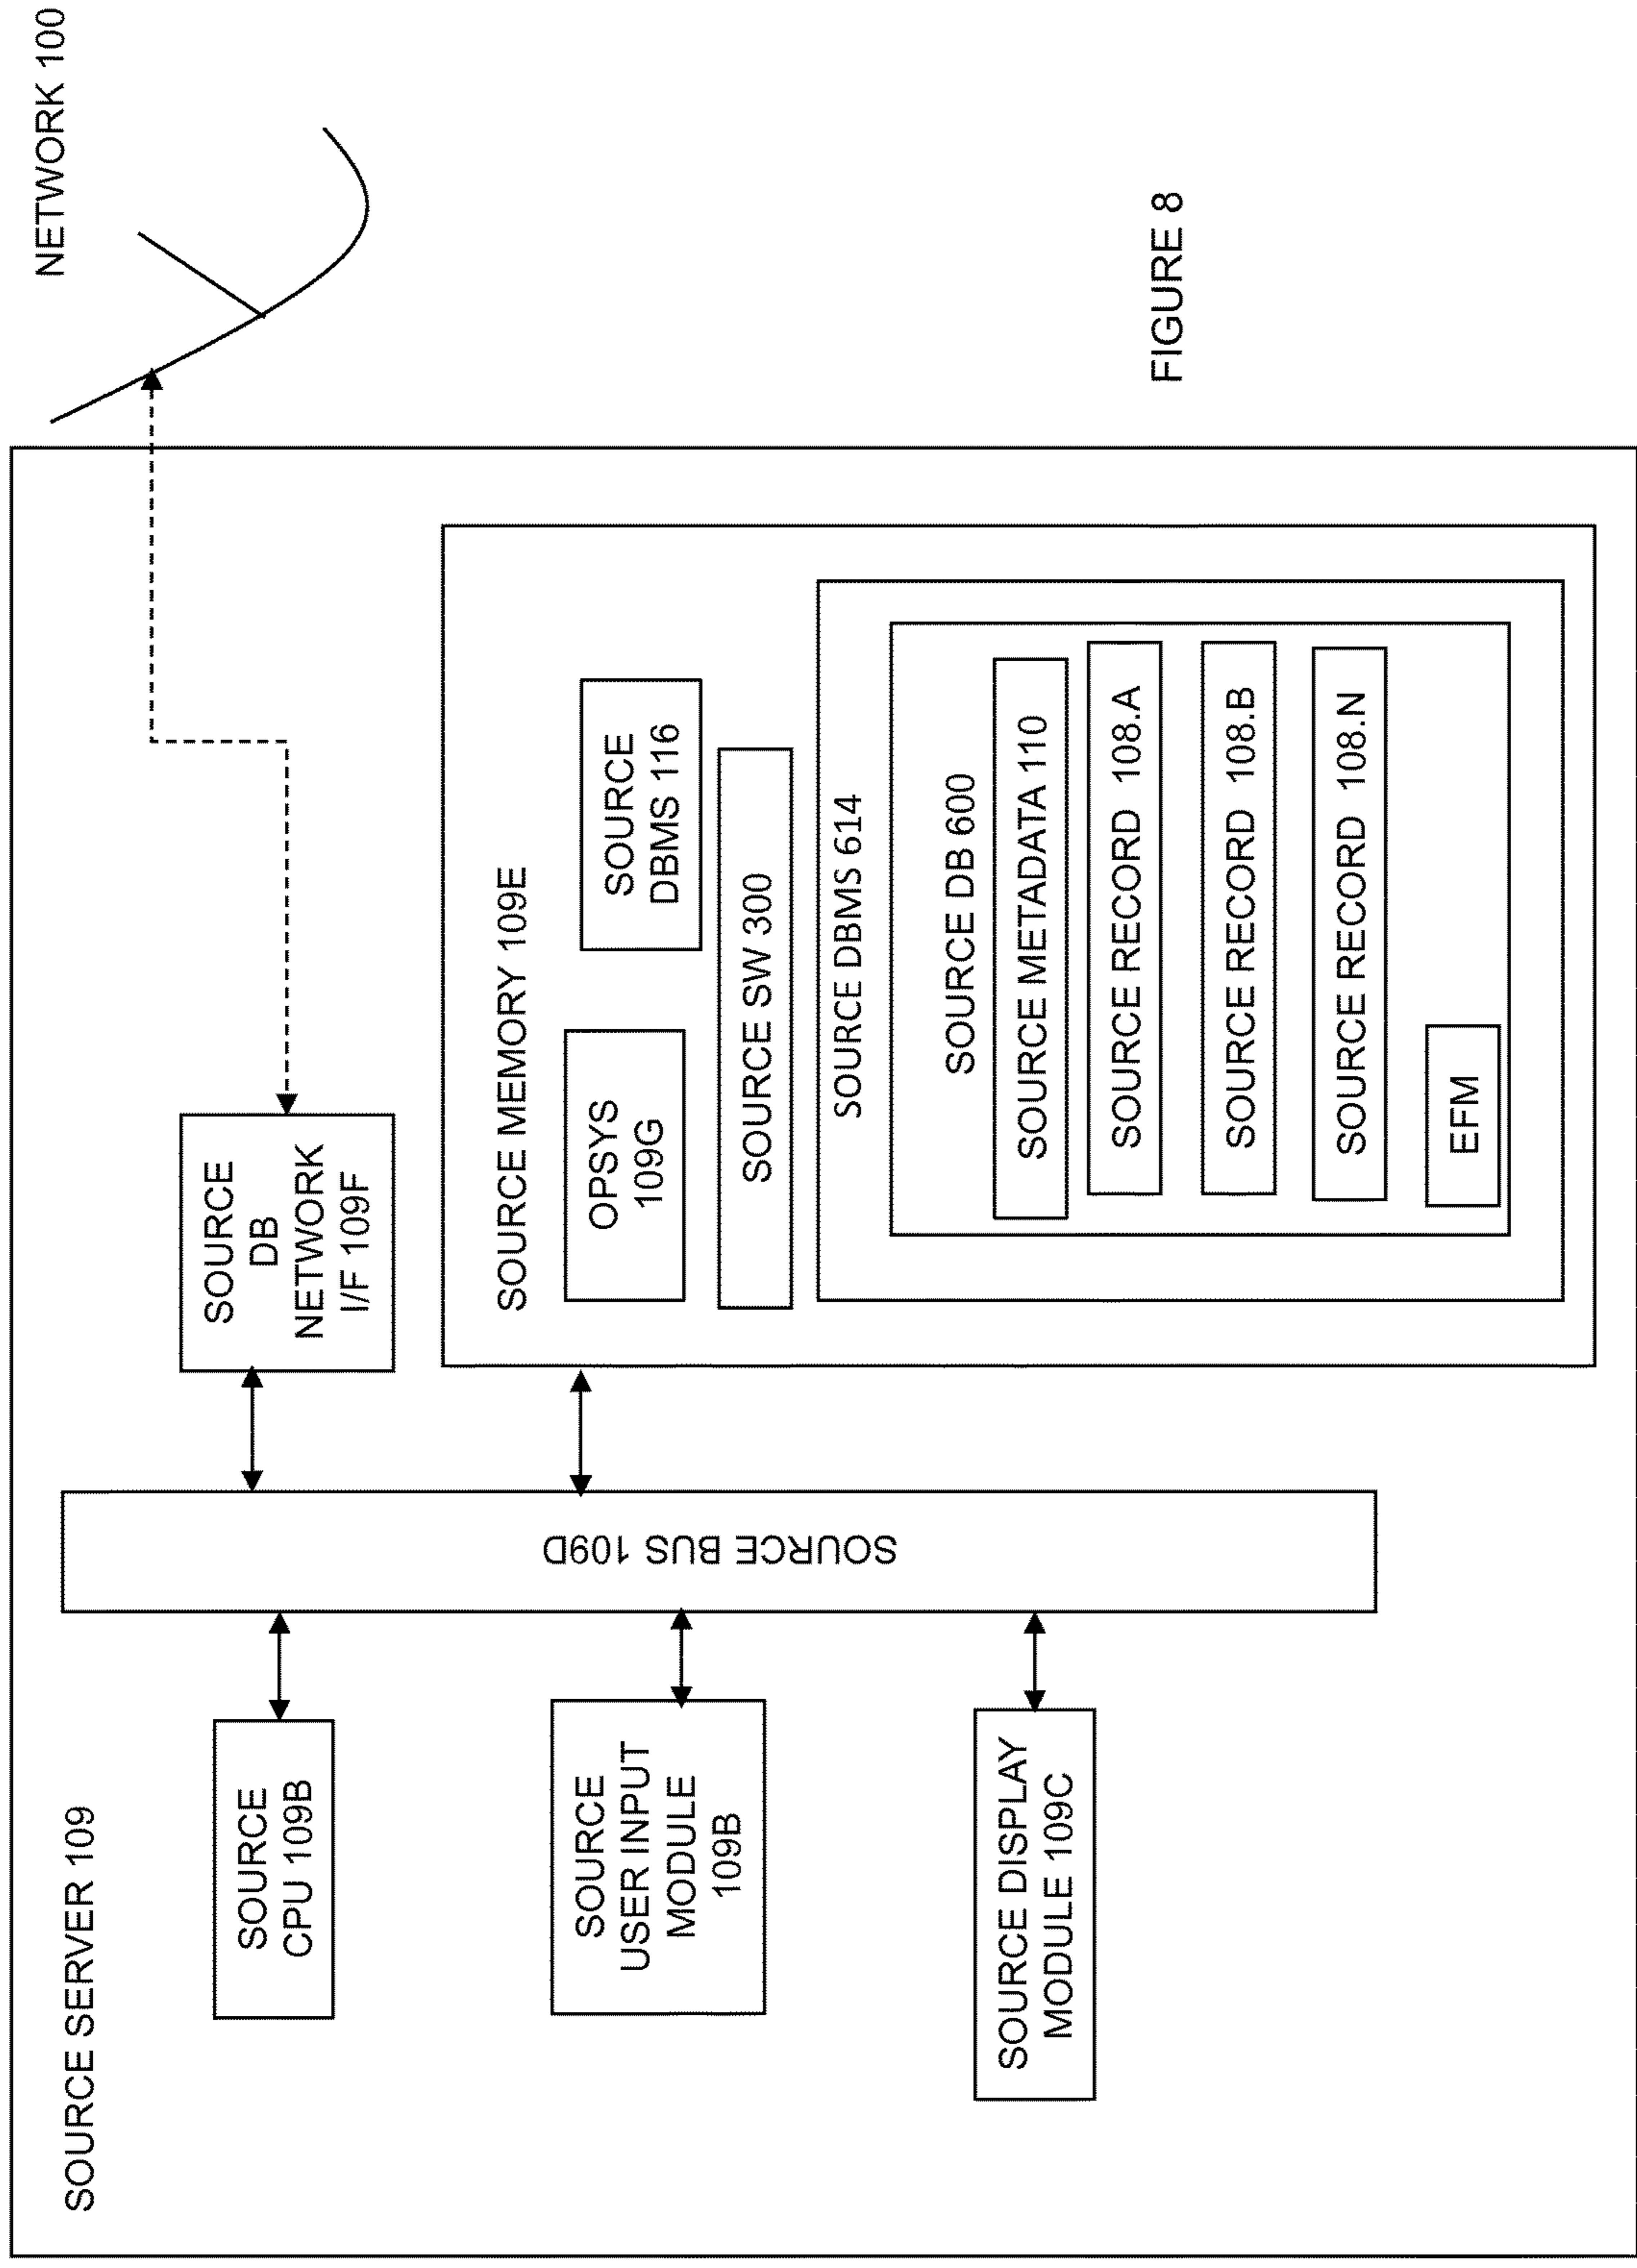 SOURCE SERVER 109
NETWORK 100
SOURCE
CPU 109B
SOURCE
USER INPUT
MODULE
109B
SOURCE DISPLAY
MODULE 109C
SOURCE BUS 109D
SOURCE
DB
NETWORK
I/F 109F
SOURCE MEMORY 109E
OPSYS
109G
SOURCE
DBMS 116
SOURCE SW 300
SOURCE DBMS 614
SOURCE DB 600
SOURCE METADATA 110
SOURCE RECORD 108.A
SOURCE RECORD 108.B
SOURCE RECORD 108.N
EFM
FIGURE 8